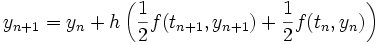 y_{n+1} = y_n + h \left( \frac{1}{2} f(t_{n+1}, y_{n+1}) + \frac{1}{2} f(t_n, y_n) \right)